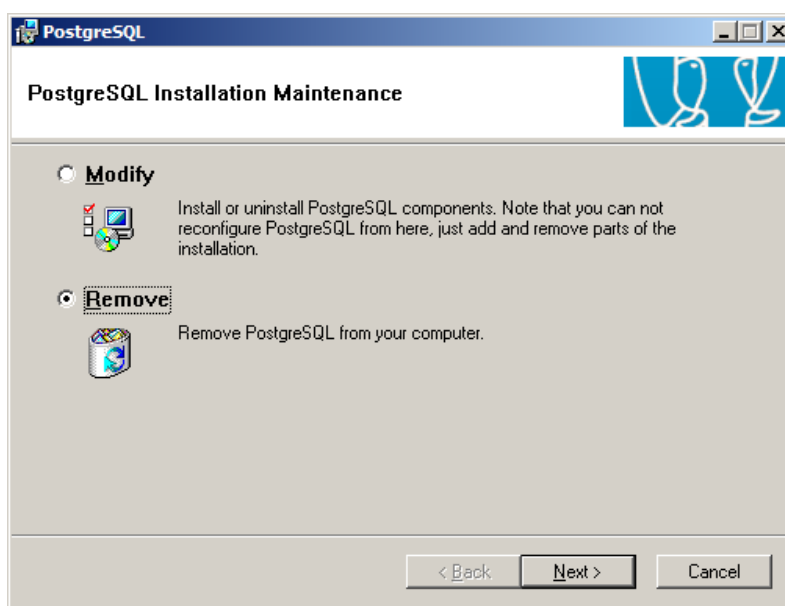 PostgreSQL
PostgreSQL Installation Maintenance
Modify
Install or uninstall PostgreSQL components. Note that you can not
reconfigure PostgreSQL from here, just add and remove parts of the
installation.
Remove
Remove PostgreSQL from your computer.
< Back
Next >
Cancel